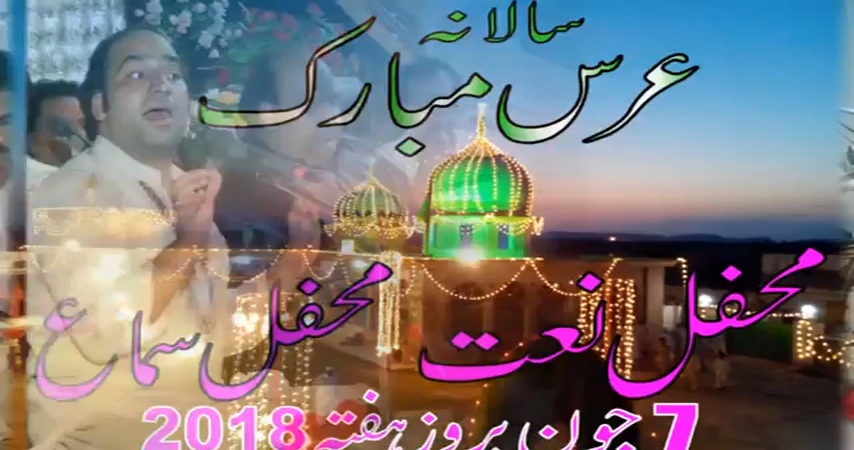 سالانہ
عرس مبارک
محفل نعت محفل سماع
7 جون بروز ہفتہ 2018